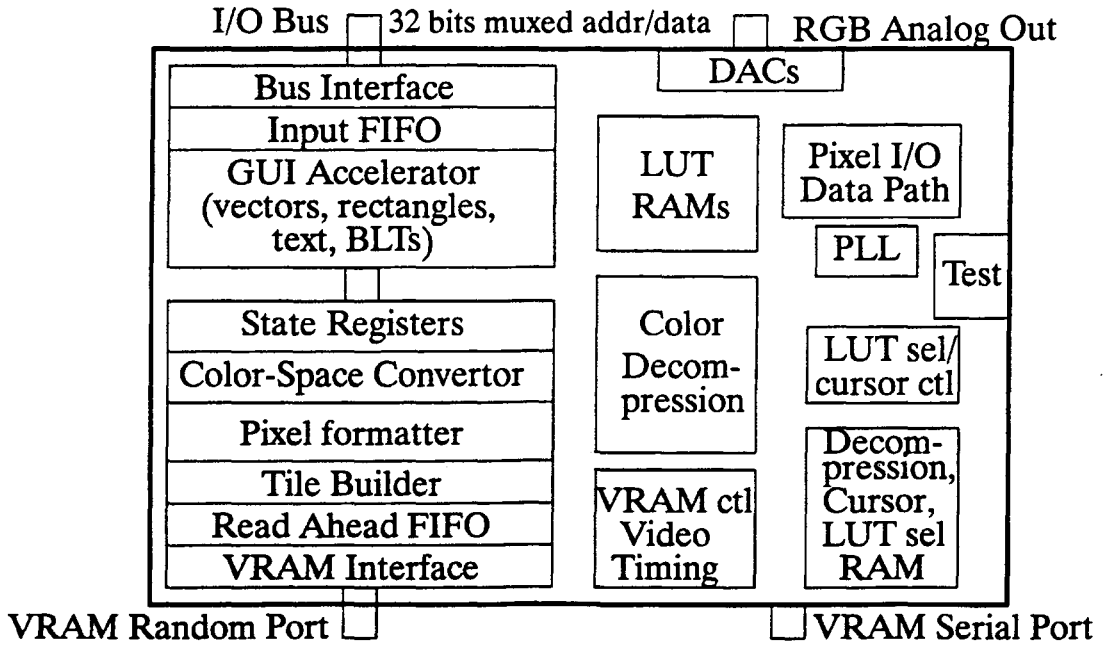 I/O Bus
32 bits muxed addr/data
RGB Analog Out
DACs
Bus Interface
Input FIFO
GUI Accelerator
(vectors, rectangles,
text, BLTs)
LUT
RAMs
Pixel I/O
Data Path
PLL
Test
State Registers
Color-Space Convertor
Pixel formatter
Tile Builder
Read Ahead FIFO
VRAM Interface
Color
Decom-
pression
LUT sel/
cursor ctl
VRAM ctl
Video
Timing
Decom-
pression,
Cursor,
LUT sel
RAM
VRAM Random Port
VRAM Serial Port